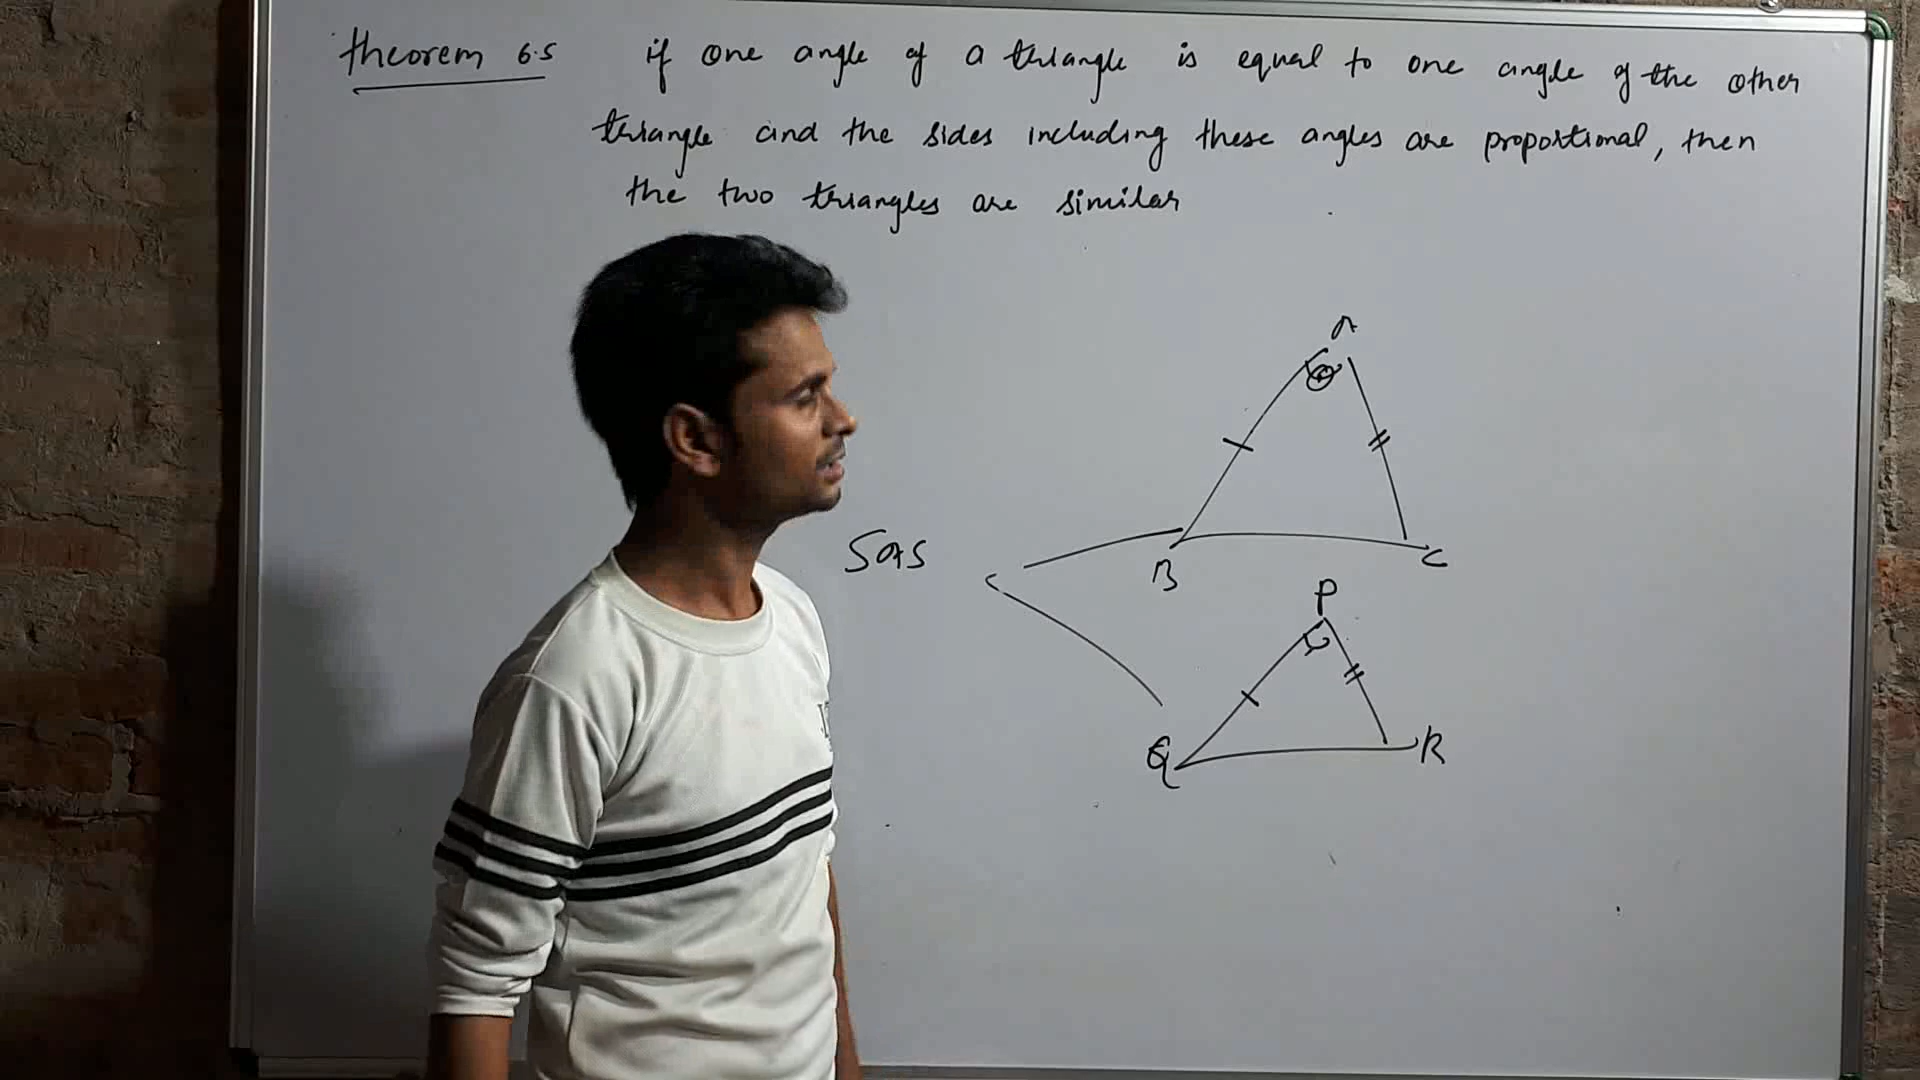 theorem 6.5 if one angle of a triangle is equal to one angle of the other
triangle and the sides including these angles are proportional, then
the two triangles are similar
A
SAS
B
C
P
Q
R